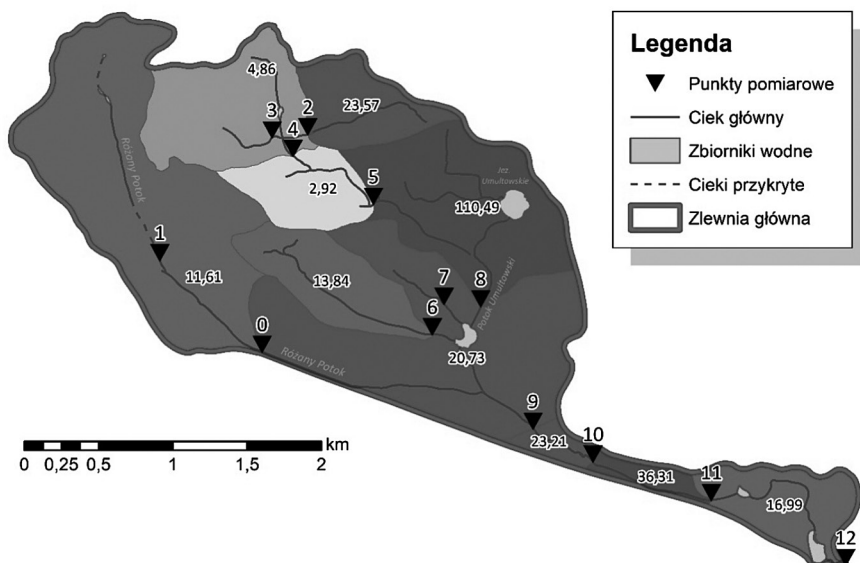 Legenda
Punkty pomiarowe
Ciek główny
Zbiorniki wodne
Cieki przykryte
Zlewnia główna
4,86
23,57
3
2
4
Różany Potok
2,92
5
jez
Umultowskie
110,49
1
11,61
13,84
7
8
Potok Umultowski
6
0
Różany Potok
20,73
9
23,21
10
36,31
11
16,99
12
km
0
0,25
0,5
1
1,5
2